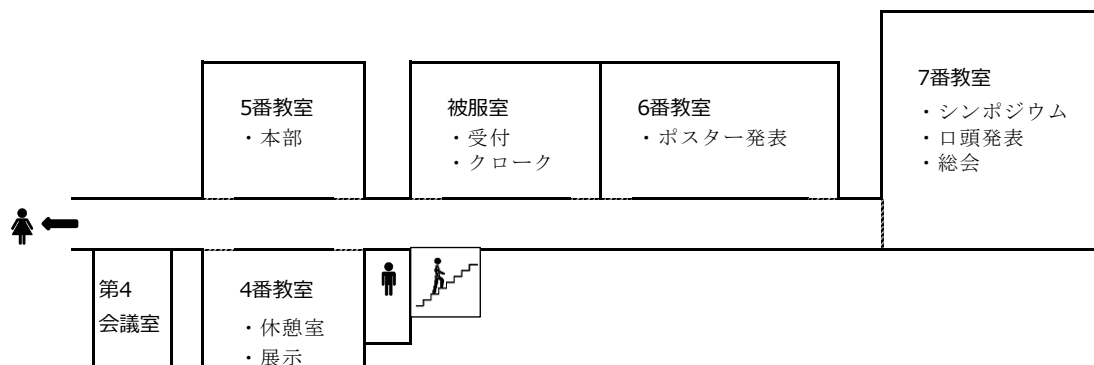 5番教室
・本部
被服室
・受付
・クローク
6番教室
・ポスター発表
7番教室
・シンポジウム
・口頭発表
・総会
第4
会議室
4番教室
・休憩室
・展示